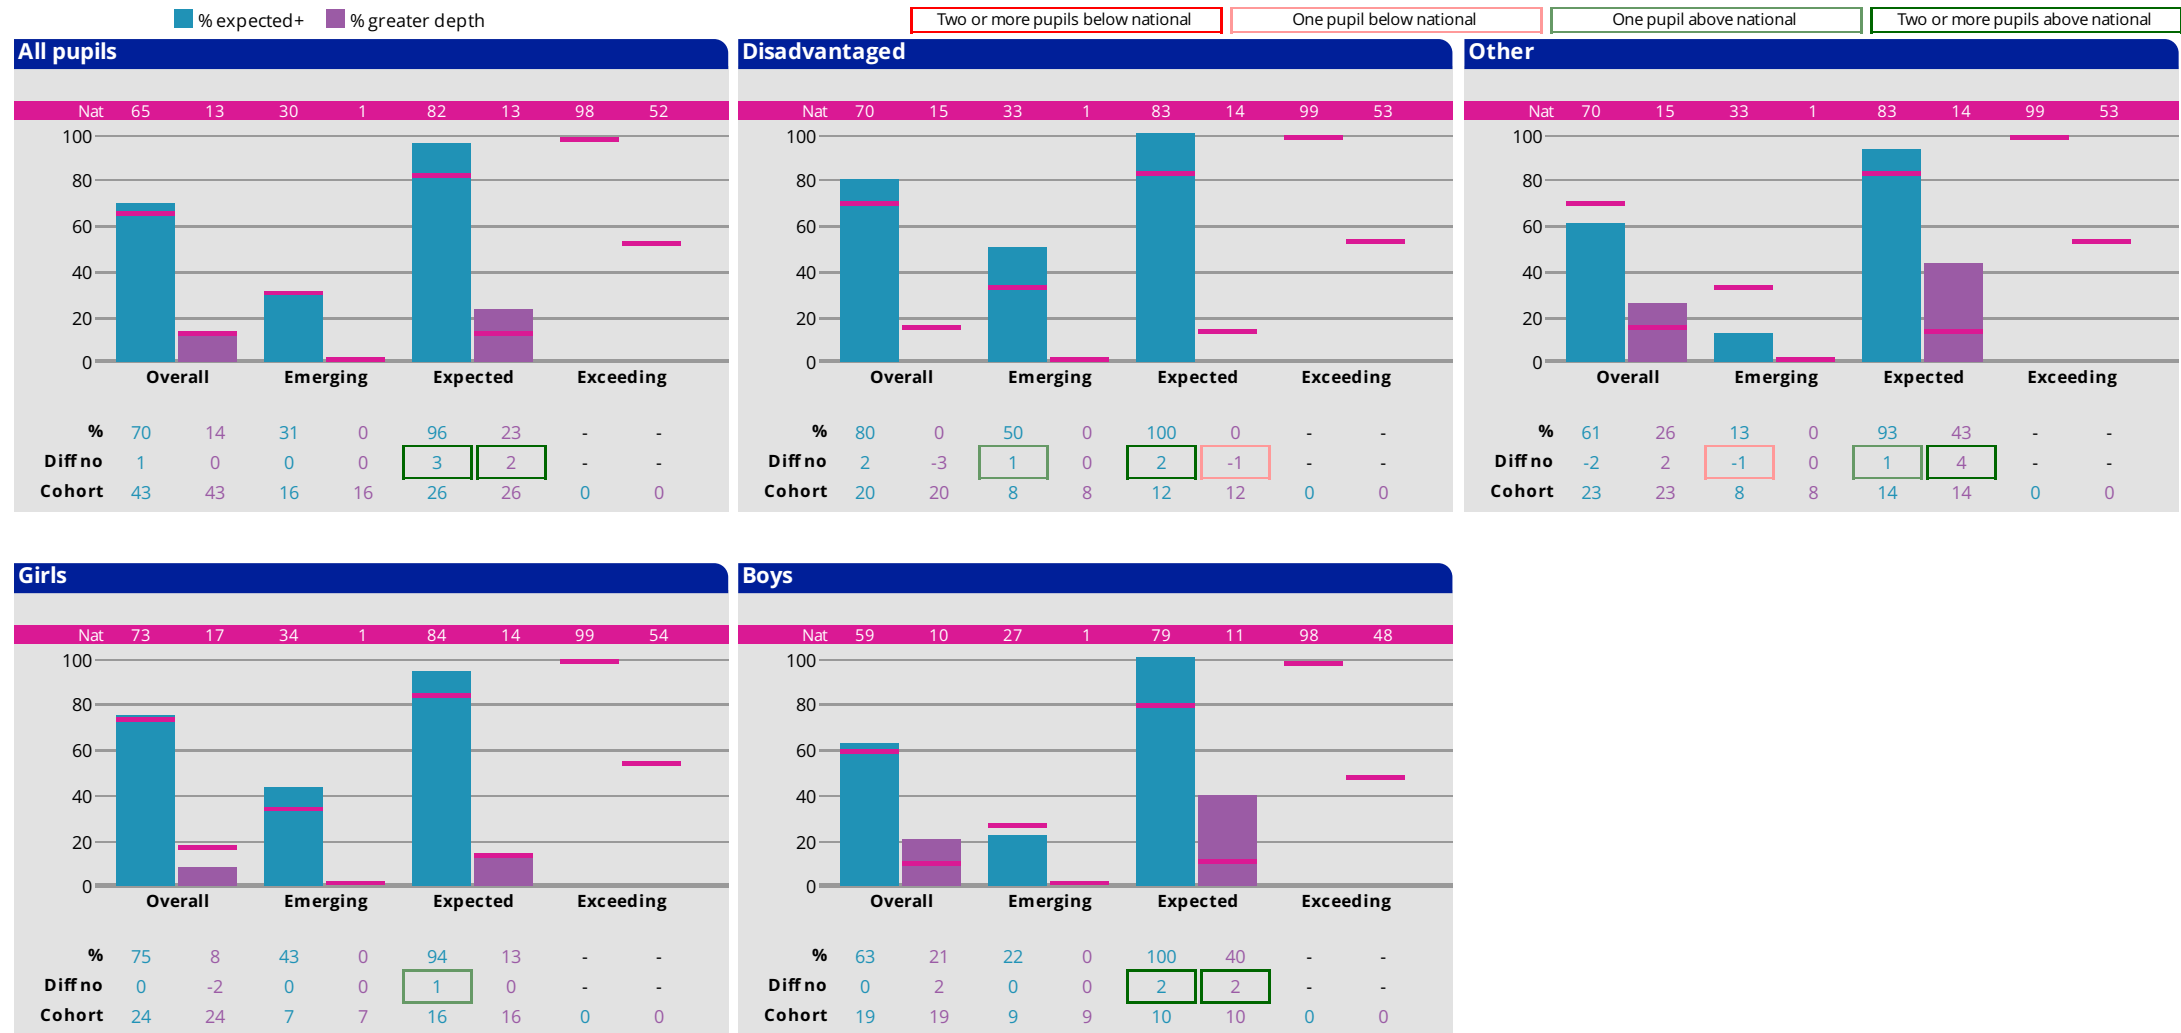 % expected+ % greater depth
Two or more pupils below national One pupil below national One pupil above national Two or more pupils above national
All pupils
Nat 65 13 30 1 82 13 98 52
100
80
60
40
20
0
Overall Emerging Expected Exceeding
% 70 14 31 0 96 23 - -
Diff no 1 0 0 0 3 2 - -
Cohort 43 43 16 16 26 26 0 0
Disadvantaged
Nat 70 15 33 1 83 14 99 53
100
80
60
40
20
0
Overall Emerging Expected Exceeding
% 80 0 50 0 100 0 - -
Diff no 2 -3 1 0 2 -1 - -
Cohort 20 20 8 8 12 12 0 0
Other
Nat 70 15 33 1 83 14 99 53
100
80
60
40
20
0
Overall Emerging Expected Exceeding
% 61 26 13 0 93 43 - -
Diff no -2 2 -1 0 1 4 - -
Cohort 23 23 8 8 14 14 0 0
Girls
Nat 73 17 34 1 84 14 99 54
100
80
60
40
20
0
Overall Emerging Expected Exceeding
% 75 8 43 0 94 13 - -
Diff no 0 -2 0 0 1 0 - -
Cohort 24 24 7 7 16 16 0 0
Boys
Nat 59 10 27 1 79 11 98 48
100
80
60
40
20
0
Overall Emerging Expected Exceeding
% 63 21 22 0 100 40 - -
Diff no 0 2 0 0 2 2 - -
Cohort 19 19 9 9 10 10 0 0